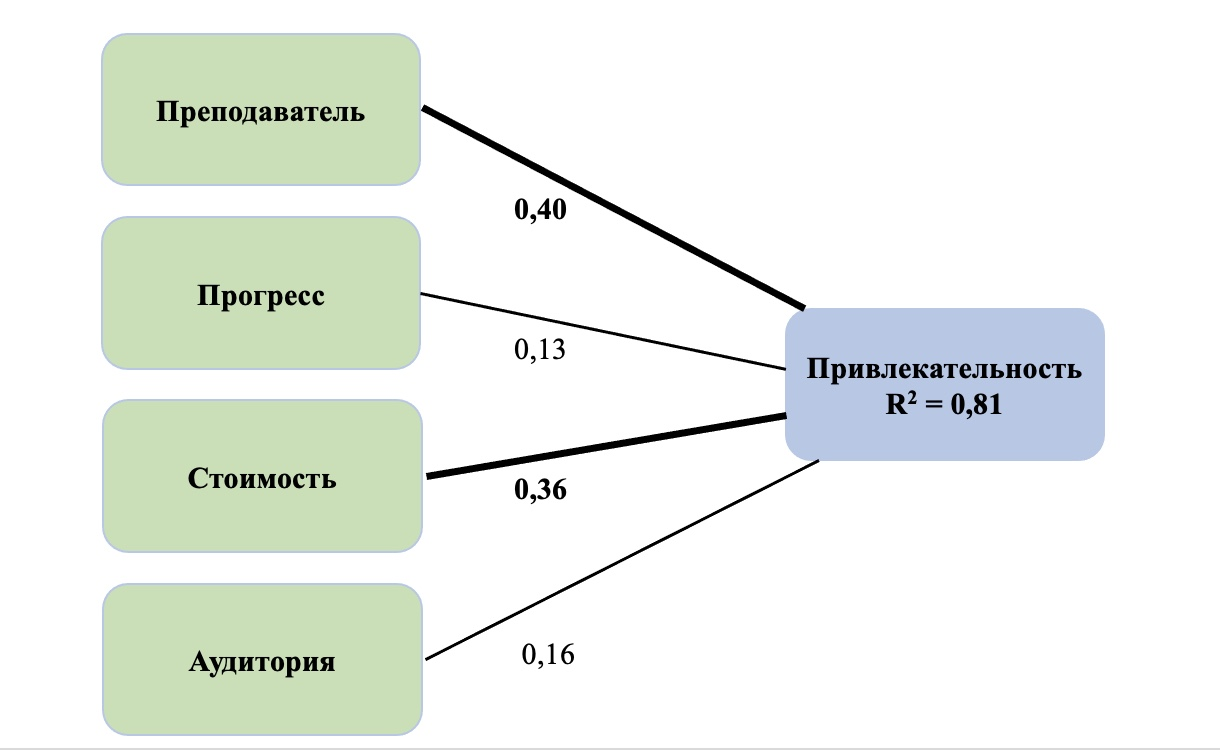 Преподаватель
0,40
Прогресс
0,13
Привлекательность
R² = 0,81
Стоимость
0,36
Аудитория
0,16